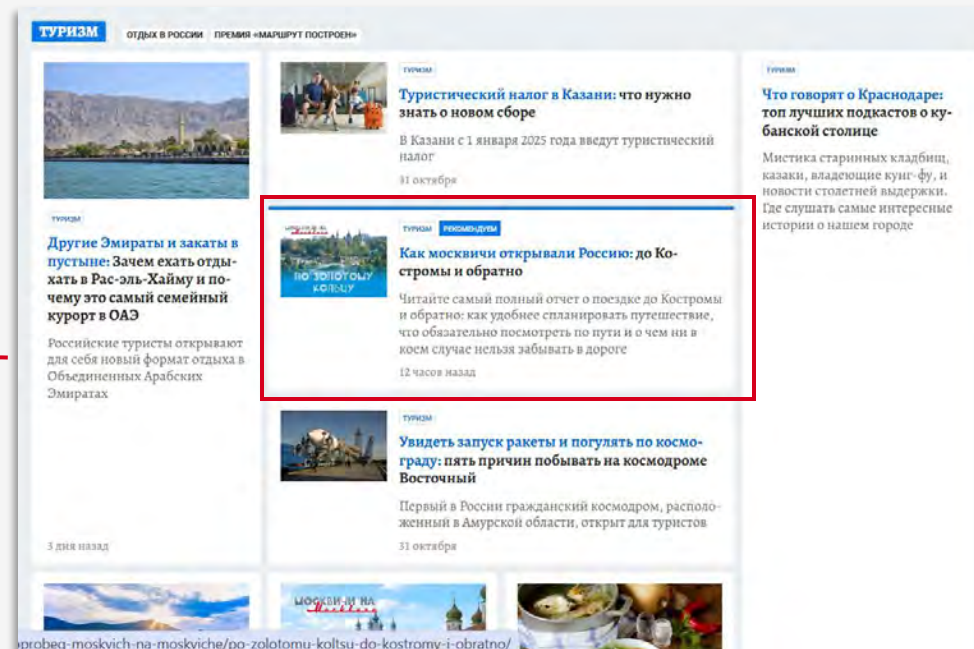 ТУРИЗМ
ОТДЫХ В РОССИИ ПРЕМИЯ «МАРШРУТ ПОСТРОЕН»
ТУРИЗМ
Другие Эмираты и закаты в
пустыне: Зачем ехать отды-
хать в Рас-эль-Хайму и по-
чему это самый семейный
курорт в ОАЭ
Российские туристы открывают
для себя новый формат отдыха в
Объединенных Арабских
Эмиратах
3 дня назад
ТУРИЗМ
Туристический налог в Казани: что нужно
знать о новом сборе
В Казани с 1 января 2025 года введут туристический
налог
31 октября
ПО ЗОЛОТОМУ
КОЛЬЦУ
ТУРИЗМ РЕКОМЕНДУЕМ
Как москвичи открывали Россию: до Ко-
стромы и обратно
Читайте самый полный отчет о поездке до Костромы
и обратно: как удобнее спланировать путешествие,
что обязательно посмотреть по пути и о чем ни в
коем случае нельзя забывать в дороге
12 часов назад
ТУРИЗМ
Увидеть запуск ракеты и погулять по космо-
граду: пять причин побывать на космодроме
Восточный
Первый в России гражданский космодром, располо-
женный в Амурской области, открыт для туристов
31 октября
ТУРИЗМ
Что говорят о Краснодаре:
топ лучших подкастов о ку-
банской столице
Мистика старинных кладбищ,
казаки, владеющие кунг-фу, и
новости столетней выдержки.
Где слушать самые интересные
истории о нашем городе
МОСКВИЧИ НА
Москвиче
oprobeg-moskvich-na-moskviche/po-zolotomu-koltsu-do-kostromy-i-obratno/